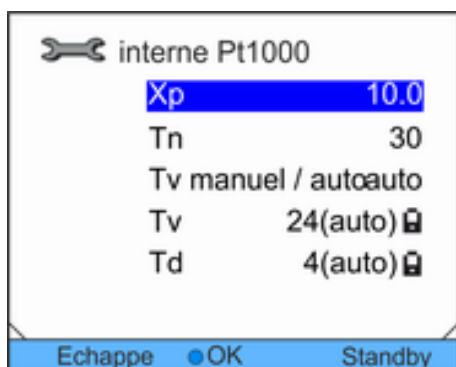 interne Pt1000
Xp 10.0
Tn 30
Tv manuel / autoauto
Tv 24(auto)
Td 4(auto)
Echappe OK Standby